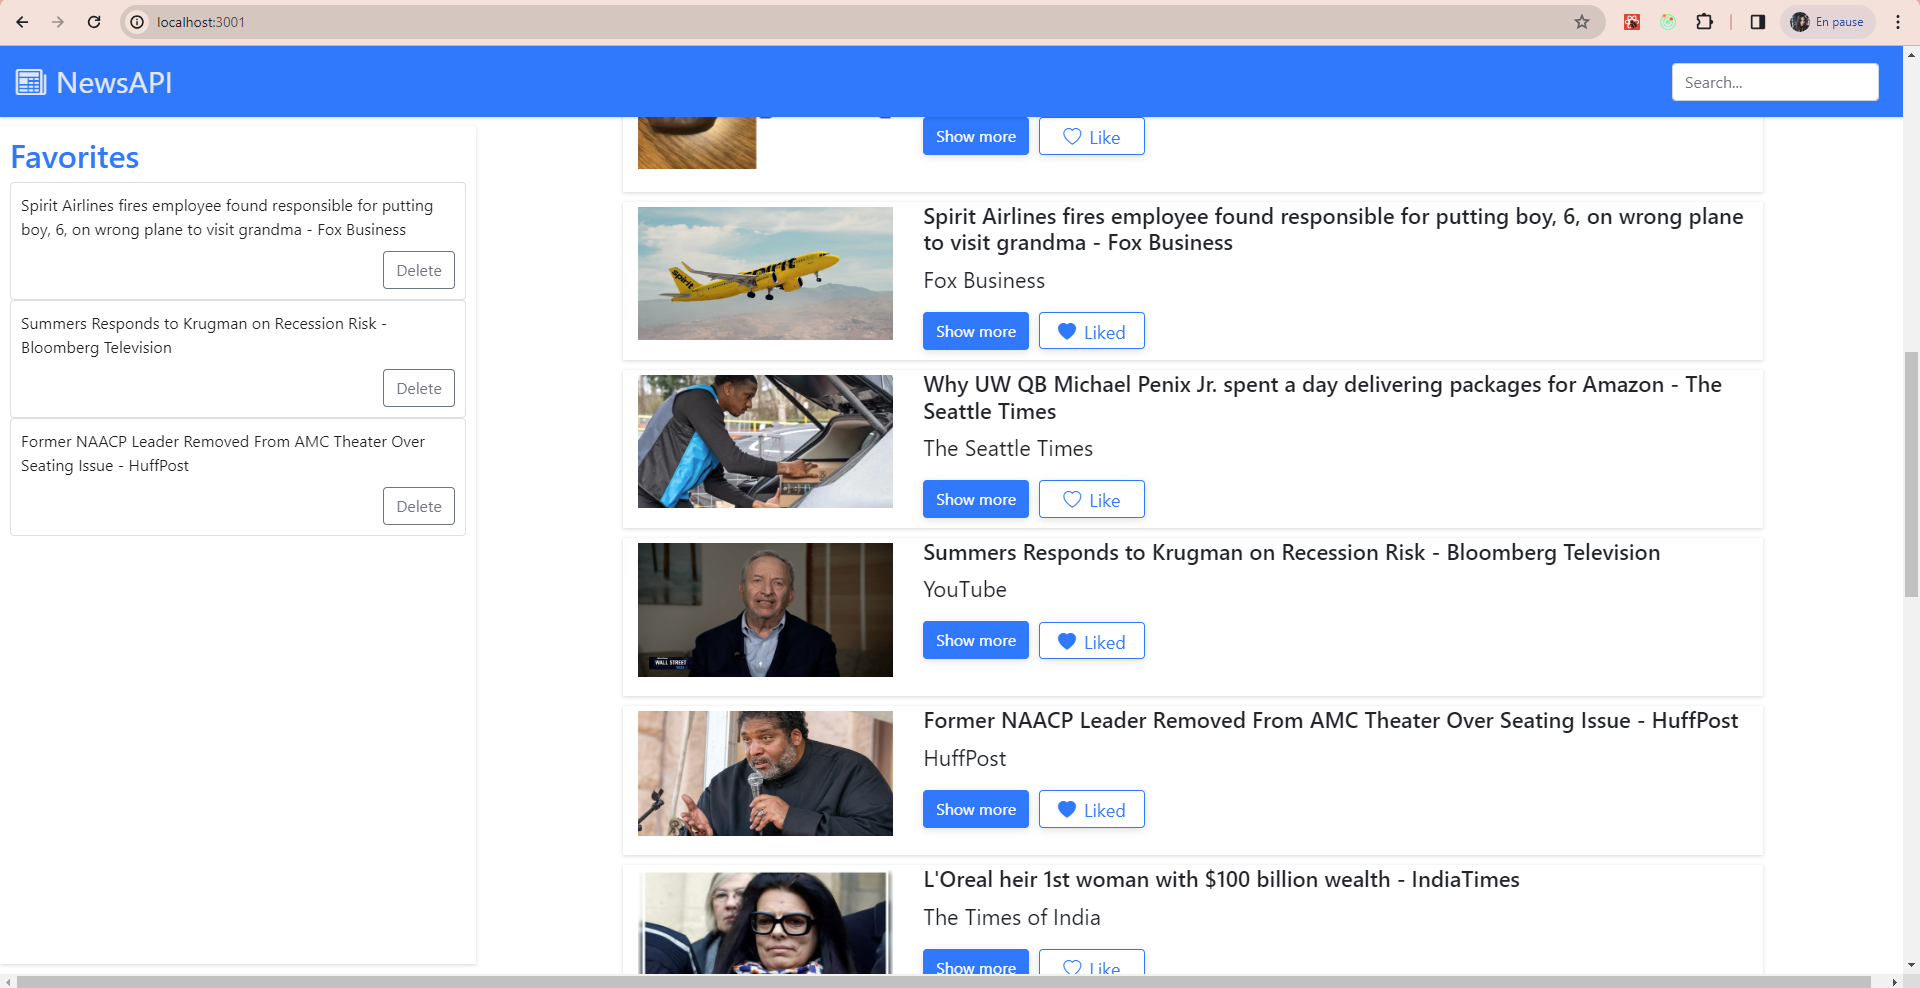 localhost:3001
En pause
NewsAPI
Search...
Favorites
Spirit Airlines fires employee found responsible for putting
boy, 6, on wrong plane to visit grandma - Fox Business
Delete
Summers Responds to Krugman on Recession Risk -
Bloomberg Television
Delete
Former NAACP Leader Removed From AMC Theater Over
Seating Issue - HuffPost
Delete
Show more
Like
spirit
Spirit Airlines fires employee found responsible for putting boy, 6, on wrong plane
to visit grandma - Fox Business
Fox Business
Show more
Liked
Why UW QB Michael Penix Jr. spent a day delivering packages for Amazon - The
Seattle Times
The Seattle Times
Show more
Like
WALL STREET
Summers Responds to Krugman on Recession Risk - Bloomberg Television
YouTube
Show more
Liked
Former NAACP Leader Removed From AMC Theater Over Seating Issue - HuffPost
HuffPost
Show more
Liked
L'Oreal heir 1st woman with $100 billion wealth - IndiaTimes
The Times of India
Show more
Like